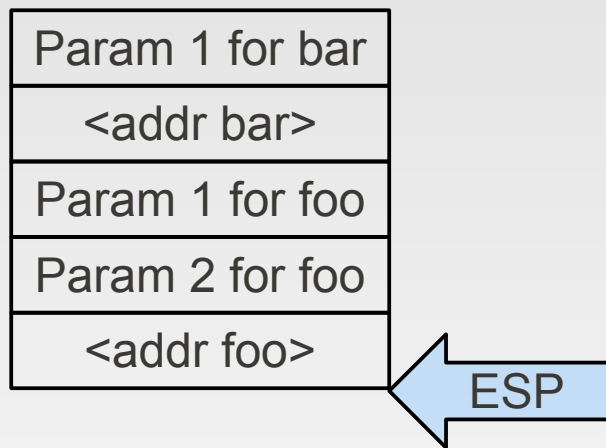 Param 1 for bar
<addr bar>
Param 1 for foo
Param 2 for foo
<addr foo>
ESP